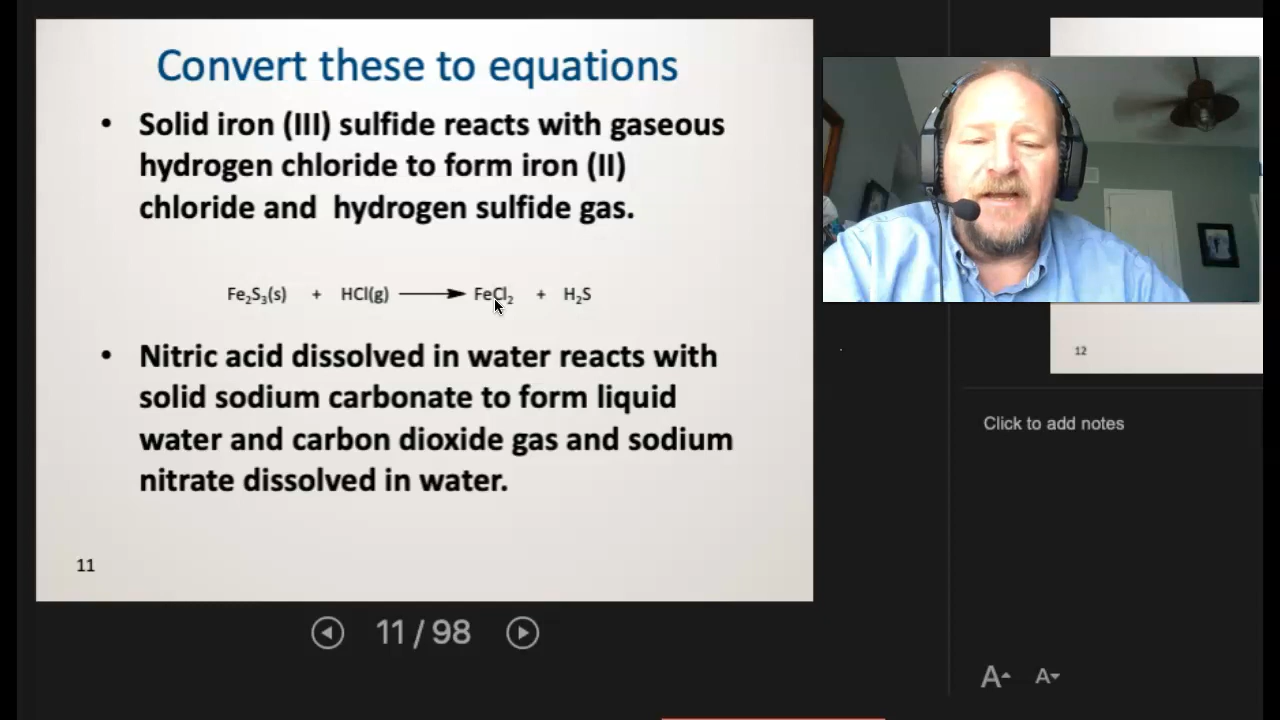 Convert these to equations
• Solid iron (III) sulfide reacts with gaseous
hydrogen chloride to form iron (II)
chloride and  hydrogen sulfide gas.
Fe₂S₃(s) + HCl(g) ⟶ FeCl₂ + H₂S
• Nitric acid dissolved in water reacts with
solid sodium carbonate to form liquid
water and carbon dioxide gas and sodium
nitrate dissolved in water.
11
11 / 98
12
Click to add notes
A A